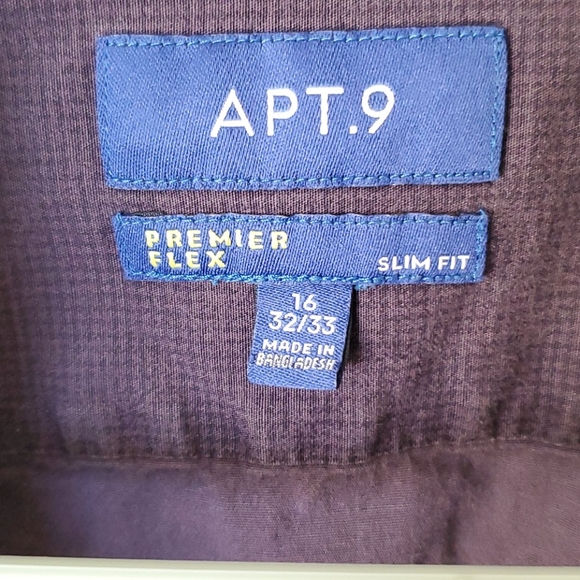 APT.9
PREMIER
FLEX
SLIM FIT
16
32/33
MADE IN
BANGLADESH